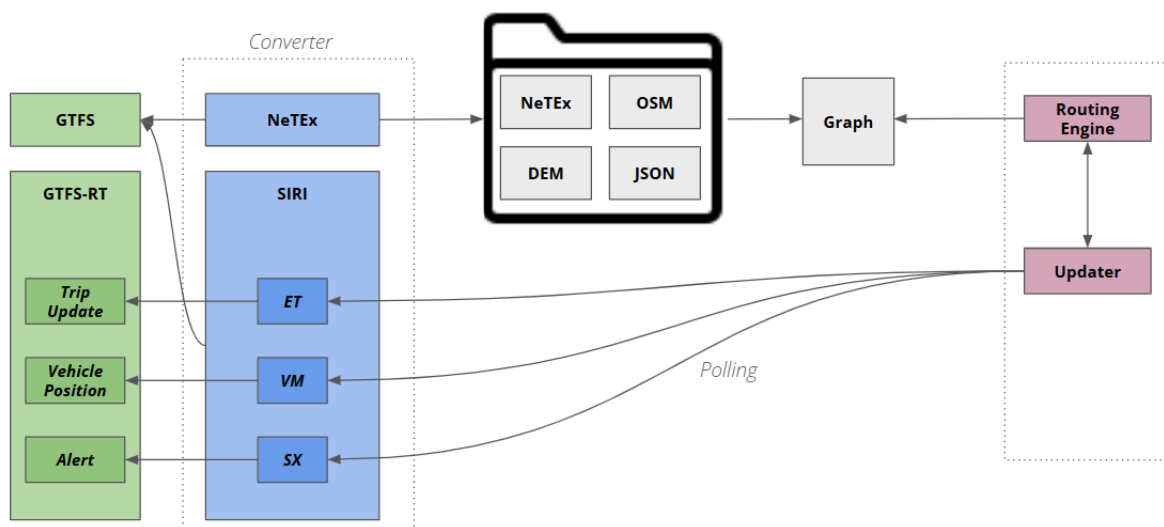 Converter
GTFS
NeTEx
NeTEx
OSM
DEM
JSON
Graph
Routing
Engine
GTFS-RT
SIRI
Trip
Update
ET
Updater
Vehicle
Position
VM
Polling
Alert
SX